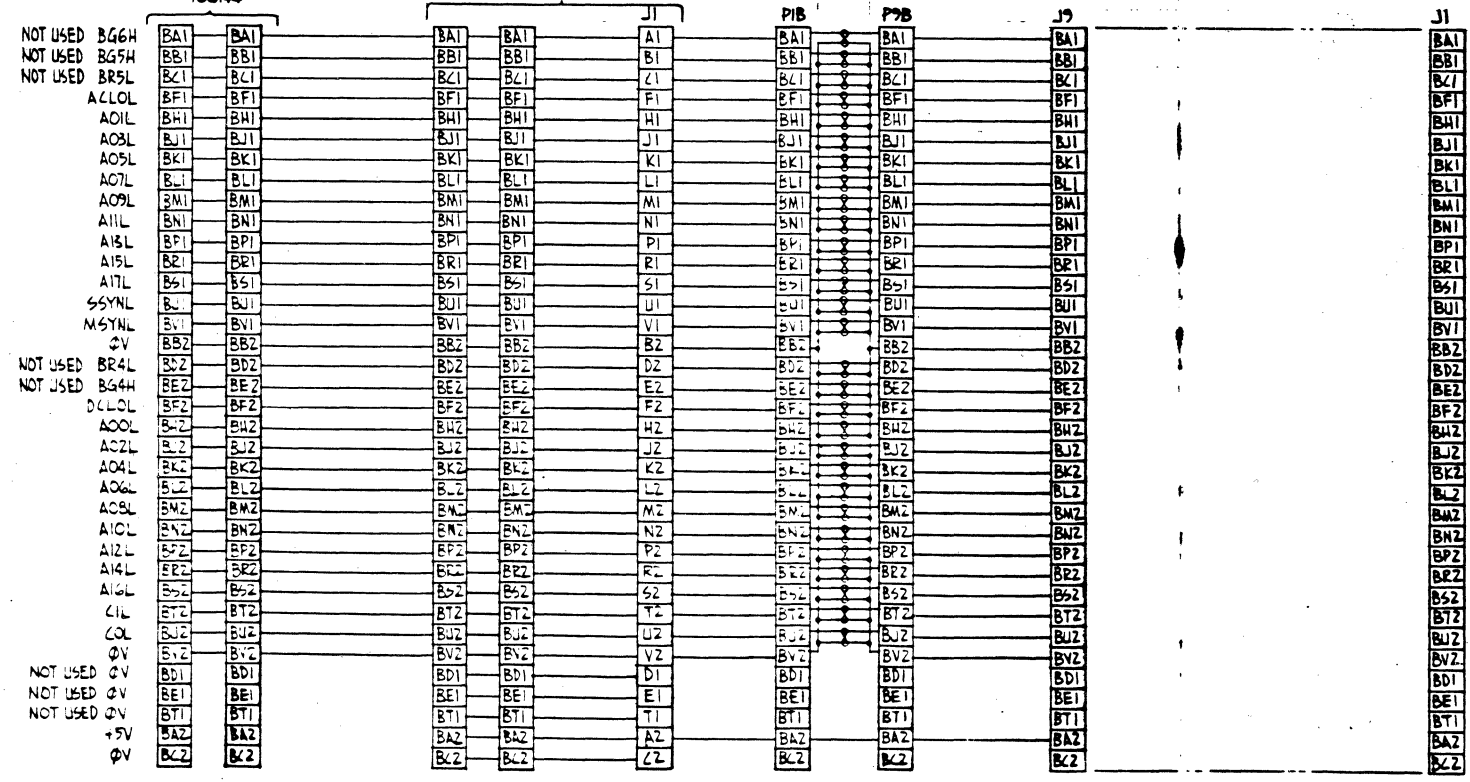 J1 P1B P9B J9 J1
NOT USED BG6H BA1 BA1 BA1 BA1 A1 BA1 BA1 BA1 BA1
NOT USED BG5H BB1 BB1 BB1 BB1 B1 BB1 BB1 BB1 BB1
NOT USED BR5L BC1 BC1 BC1 BC1 C1 BC1 BC1 BC1 BC1
ACLOL BF1 BF1 BF1 BF1 F1 BF1 BF1 BF1 BF1
A01L BH1 BH1 BH1 BH1 H1 BH1 BH1 BH1 BH1
A03L BJ1 BJ1 BJ1 BJ1 J1 BJ1 BJ1 BJ1 BJ1
A05L BK1 BK1 BK1 BK1 K1 BK1 BK1 BK1 BK1
A07L BL1 BL1 BL1 BL1 L1 BL1 BL1 BL1 BL1
A09L BM1 BM1 BM1 BM1 M1 BM1 BM1 BM1 BM1
A11L BN1 BN1 BN1 BN1 N1 BN1 BN1 BN1 BN1
A13L BP1 BP1 BP1 BP1 P1 BP1 BP1 BP1 BP1
A15L BR1 BR1 BR1 BR1 R1 BR1 BR1 BR1 BR1
A17L BS1 BS1 BS1 BS1 S1 BS1 BS1 BS1 BS1
SSYNL BU1 BU1 BU1 BU1 U1 BU1 BU1 BU1 BU1
MSYNL BV1 BV1 BV1 BV1 V1 BV1 BV1 BV1 BV1
ØV BB2 BB2 BB2 BB2 B2 BB2 BB2 BB2 BB2
NOT USED BR4L BD2 BD2 BD2 BD2 D2 BD2 BD2 BD2 BD2
NOT USED BG4H BE2 BE2 BE2 BE2 E2 BE2 BE2 BE2 BE2
DCLOL BF2 BF2 BF2 BF2 F2 BF2 BF2 BF2 BF2
A00L BH2 BH2 BH2 BH2 H2 BH2 BH2 BH2 BH2
A02L BJ2 BJ2 BJ2 BJ2 J2 BJ2 BJ2 BJ2 BJ2
A04L BK2 BK2 BK2 BK2 K2 BK2 BK2 BK2 BK2
A06L BL2 BL2 BL2 BL2 L2 BL2 BL2 BL2 BL2
A08L BM2 BM2 BM2 BM2 M2 BM2 BM2 BM2 BM2
A10L BN2 BN2 BN2 BN2 N2 BN2 BN2 BN2 BN2
A12L BP2 BP2 BP2 BP2 P2 BP2 BP2 BP2 BP2
A14L BR2 BR2 BR2 BR2 R2 BR2 BR2 BR2 BR2
A16L BS2 BS2 BS2 BS2 S2 BS2 BS2 BS2 BS2
C1L BT2 BT2 BT2 BT2 T2 BT2 BT2 BT2 BT2
C0L BU2 BU2 BU2 BU2 U2 BU2 BU2 BU2 BU2
ØV BV2 BV2 BV2 BV2 V2 BV2 BV2 BV2 BV2
NOT USED ØV BD1 BD1 BD1 BD1 D1 BD1 BD1 BD1 BD1
NOT USED ØV BE1 BE1 BE1 BE1 E1 BE1 BE1 BE1 BE1
NOT USED ØV BT1 BT1 BT1 BT1 T1 BT1 BT1 BT1 BT1
+5V BA2 BA2 BA2 BA2 A2 BA2 BA2 BA2 BA2
ØV BC2 BC2 BC2 BC2 C2 BC2 BC2 BC2 BC2